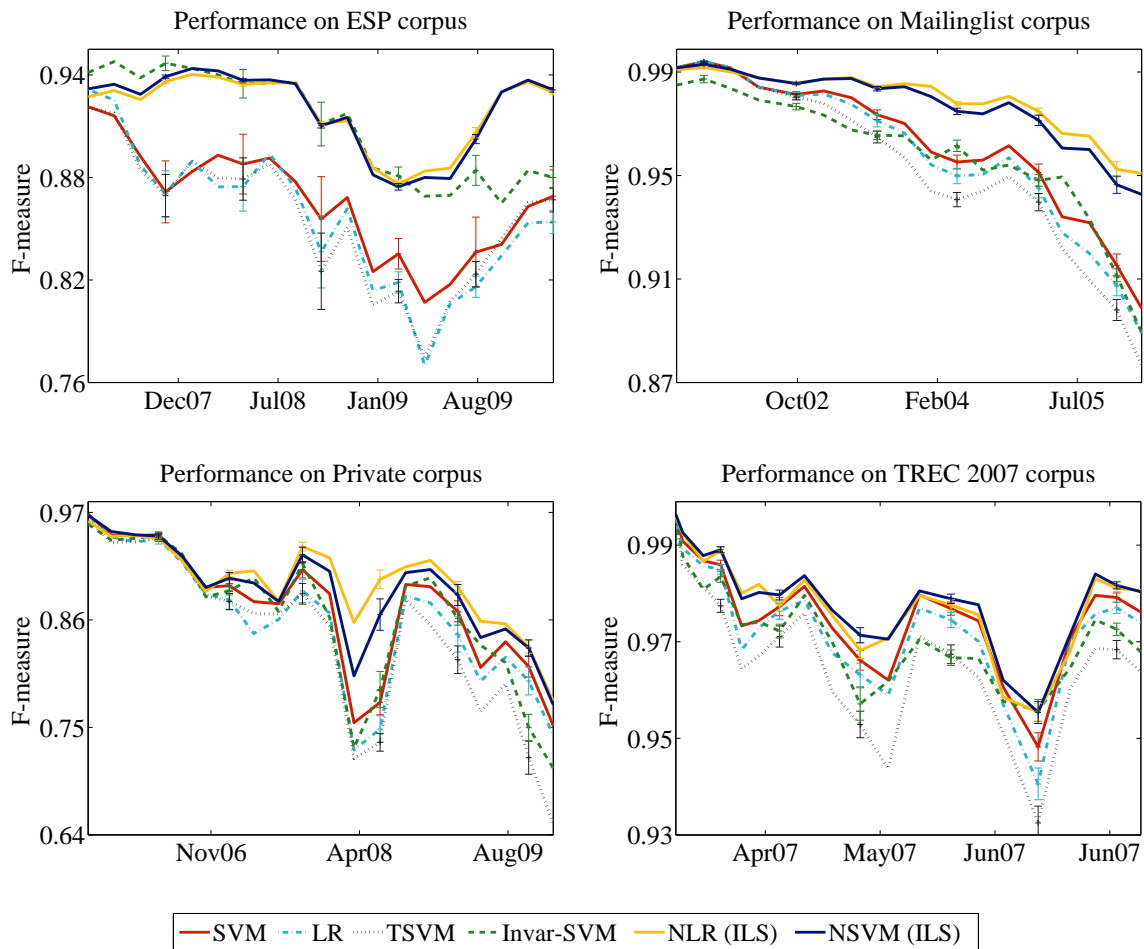 Performance on ESP corpus
F-measure
0.94
0.88
0.82
0.76
Dec07 Jul08 Jan09 Aug09
Performance on Mailinglist corpus
F-measure
0.99
0.95
0.91
0.87
Oct02 Feb04 Jul05
Performance on Private corpus
F-measure
0.97
0.86
0.75
0.64
Nov06 Apr08 Aug09
Performance on TREC 2007 corpus
F-measure
0.99
0.97
0.95
0.93
Apr07 May07 Jun07 Jun07
SVM LR TSVM Invar-SVM NLR (ILS) NSVM (ILS)